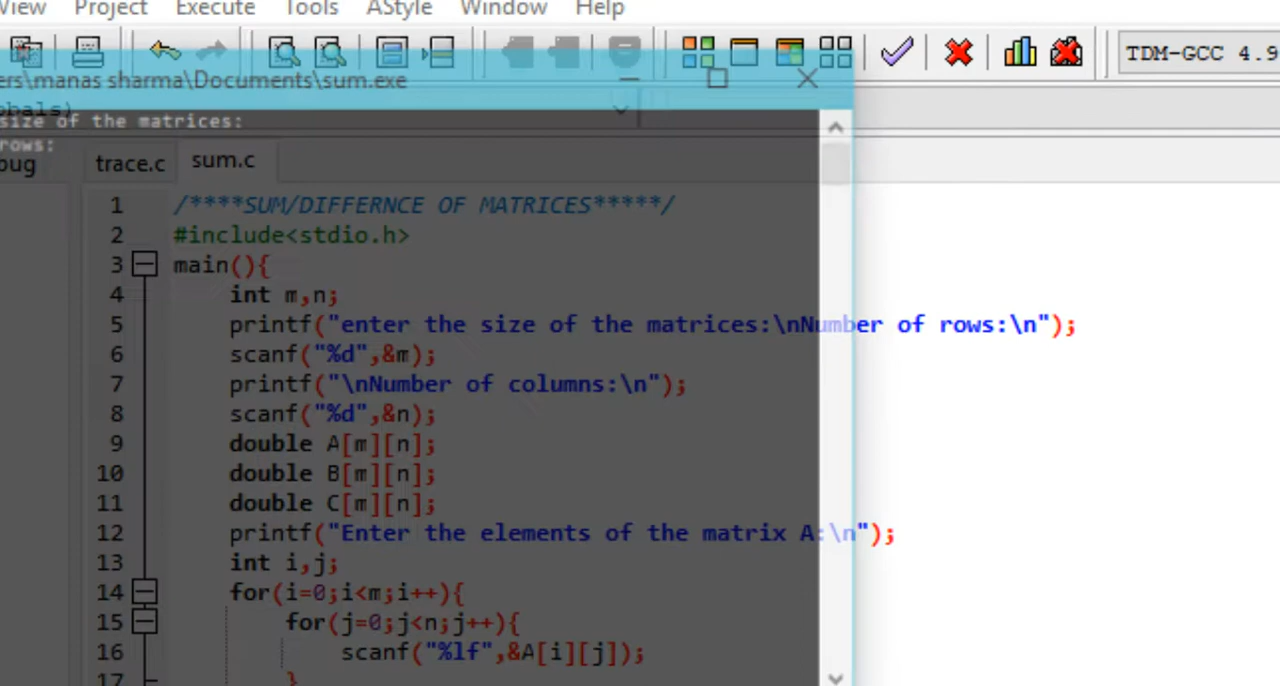 View Project Execute Tools AStyle Window Help
TDM-GCC 4.9
ers\manas sharma\Documents\sum.exe
obals)
size of the matrices:
rows:
bug trace.c sum.c
1 /****SUM/DIFFERNCE OF MATRICES*****/
2 #include<stdio.h>
3 main(){
4 int m,n;
5 printf("enter the size of the matrices:\nNumber of rows:\n");
6 scanf("%d",&m);
7 printf("\nNumber of columns:\n");
8 scanf("%d",&n);
9 double A[m][n];
10 double B[m][n];
11 double C[m][n];
12 printf("Enter the elements of the matrix A:\n");
13 int i,j;
14 for(i=0;i<m;i++){
15 for(j=0;j<n;j++){
16 scanf("%lf",&A[i][j]);
17 }